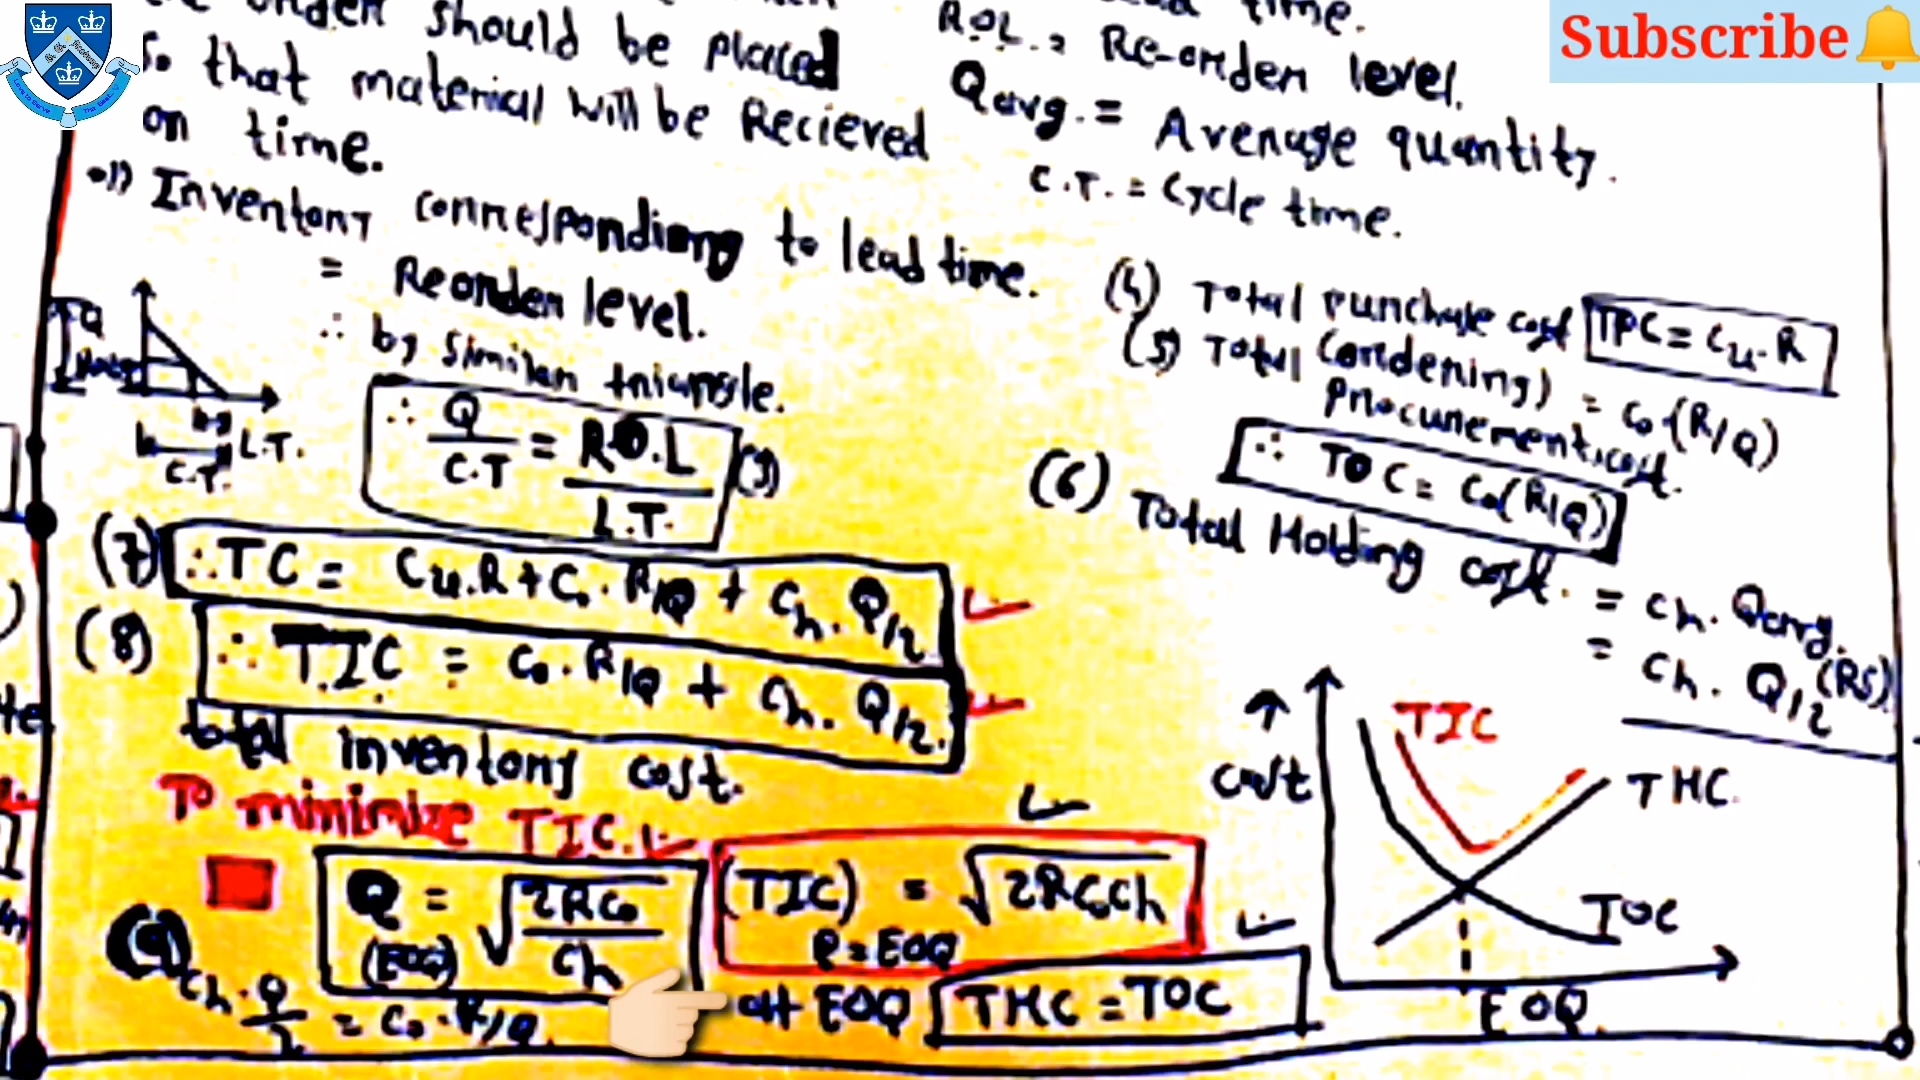 order should be placed
So that material will be Recieved
on time.
Inventory corresponding to lead time.
= Reorder level.
∴ by similar triangle.
Q
L.T.
C.T.
∴ Q/C.T = R.O.L/L.T. (3)
(7) ∴ TC = Cu.R + Co.R/Q + Ch.Q/2
(8) ∴ TIC = Co.R/Q + Ch.Q/2.
total inventory cost.
To minimize TIC.
Q (EOQ) = √2RCo/Ch
Ch.Q/2 = Co.R/Q.
(TIC) Q=EOQ = √2RCoCh
at EOQ THC = TOC
time.
ROL. = Re-order level.
Qavg. = Average quantity.
C.T. = Cycle time.
(4) Total purchase cost TPC = Cu.R
(5) Total (ordering) = Co(R/Q)
Procurement cost.
∴ TOC = Co(R/Q)
(6) Total Holding cost. = Ch.Qavg.
= Ch.Q/2 (RS)
↑
cost
TIC
THC.
TOC
EOQ
Subscribe